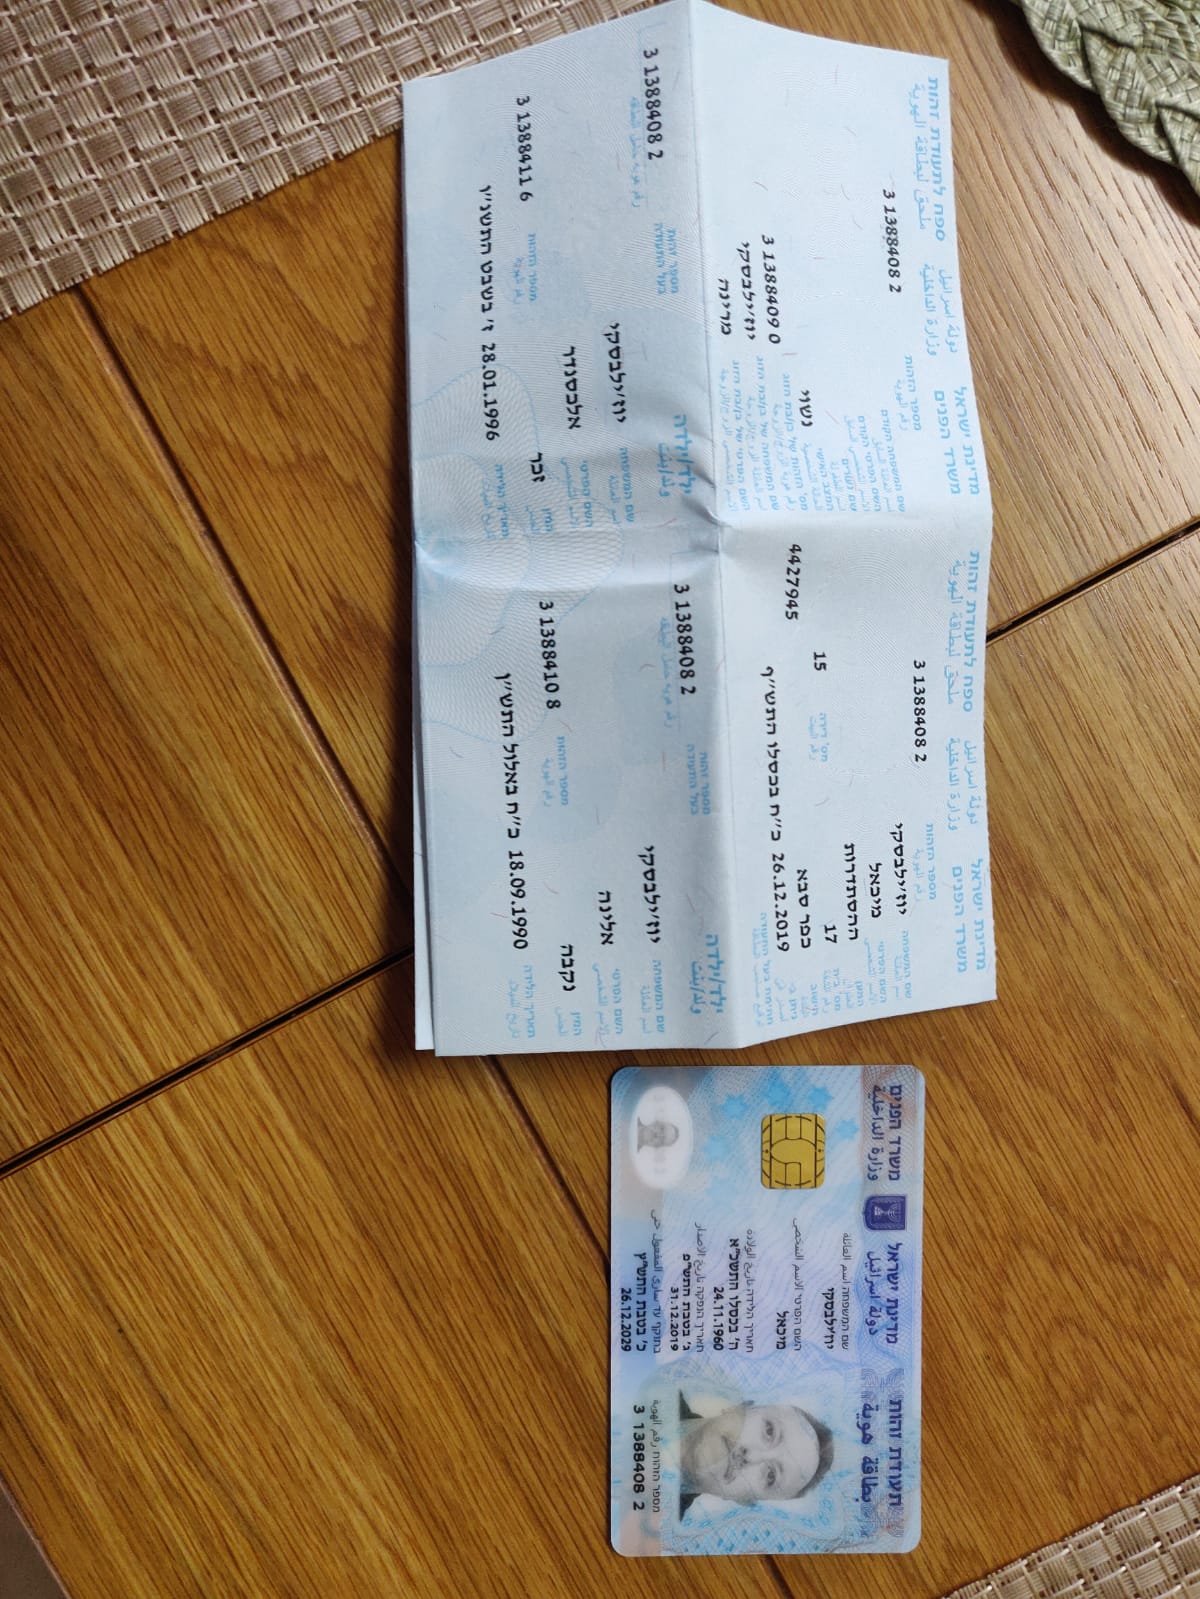 מדינת ישראל دولة اسرائيل ספח לתעודת זהות
משרד הפנים وزارة الداخلية ملحق لبطاقة الهوية
מספר הזהות 3 1388408 2
رقم الهوية
שם המשפחה יוז'ילבסקי
اسم العائلة
השם הפרטי מיכאל
الاسم الشخصي
המען ההסתדרות
العنوان
מס' בית 17 מס' דירה 15
رقم البيت
ישוב כפר סבא 4427945
البلدة
ניתן ב- 26.12.2019 כ"ח בכסלו התש"ף
חתימת בעל התעודה
توقيع صاحب البطاقة
מדינת ישראל دولة اسرائيل ספח לתעודת זהות
משרד הפנים وزارة الداخلية ملحق لبطاقة الهوية
מספר הזהות 3 1388408 2
رقم الهوية
שם המשפחה הקודם
اسم العائلة السابق
השם הפרטי הקודם
الاسم الشخصي السابق
שם נעורים
המצב האישי נשוי
الحالة الشخصية
מס' הזהות של בן/בת הזוג 3 1388409 0
رقم هوية الزوج/الزوجة
שם המשפחה של בן/בת הזוג יוז'ילבסקי
اسم عائلة الزوج/الزوجة
השם הפרטי של בן/בת הזוג מרינה
الاسم الشخصي الزوج/الزوجة
ילד/ילדה
ولد/بنت
מספר זהות 3 1388408 2
בעל התעודה
رقم هوية حامل البطاقة
שם המשפחה יוז'ילבסקי
اسم العائلة
השם הפרטי אלינה
الاسم الشخصي
המין נקבה
الجنس
מספר הזהות 3 1388410 8
رقم الهوية
תאריך הלידה 18.09.1990 כ"ח באלול התש"ן
تاريخ الميلاد
ילד/ילדה
ولد/بنت
מספר זהות 3 1388408 2
בעל התעודה
رقم هوية حامل البطاقة
שם המשפחה יוז'ילבסקי
اسم العائلة
השם הפרטי אלכסנדר
الاسم الشخصي
המין זכר
الجنس
מספר הזהות 3 1388411 6
رقم الهوية
תאריך הלידה 28.01.1996 ז' בשבט התשנ"ו
تاريخ الميلاد
תעודת זהות מדינת ישראל משרד הפנים
بطاقة هوية دولة اسرائيل وزارة الداخلية
שם המשפחה اسم العائلة
יוז'ילבסקי
השם הפרטי الاسم الشخصي
מיכאל
תאריך הלידה تاريخ الولادة
ה' בכסלו התשכ"א
24.11.1960
תאריך הנפקה تاريخ الاصدار
ג' בטבת התש"פ
31.12.2019
בתוקף עד ساري المفعول حتى
כ' בטבת התש"ץ
26.12.2029
מספר הזהות رقم الهوية
3 1388408 2